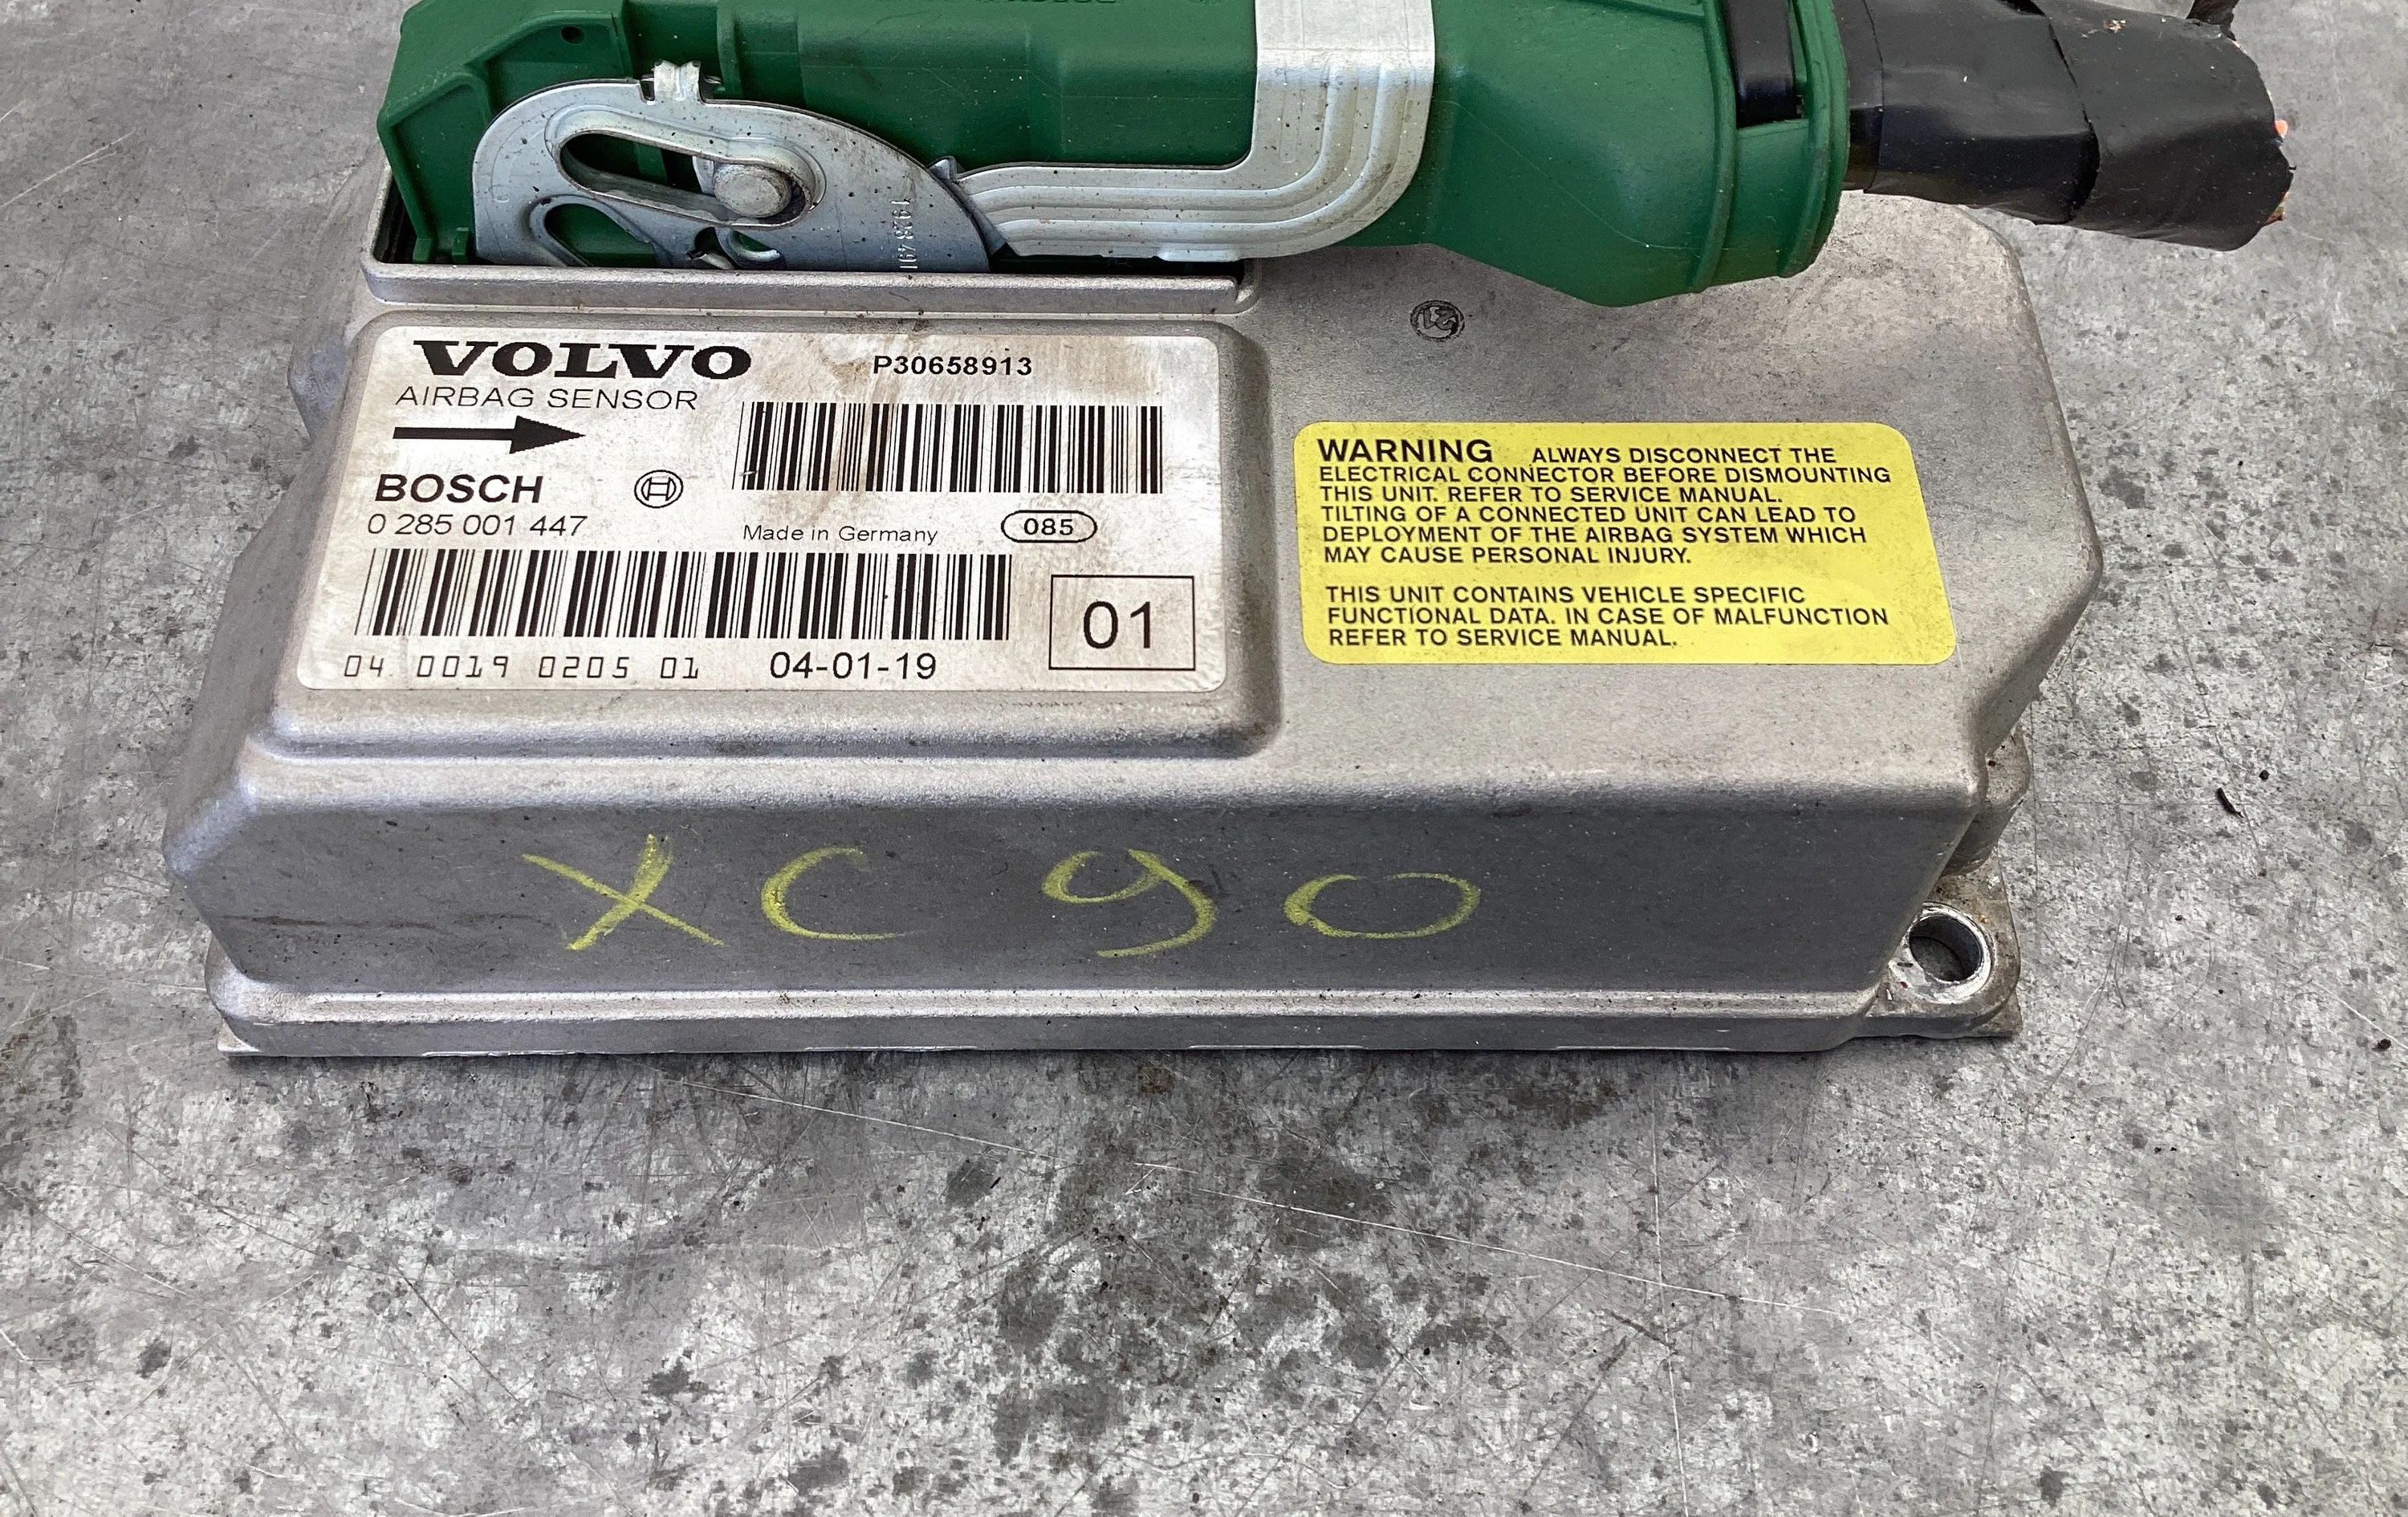 VOLVO
P30658913
AIRBAG SENSOR
BOSCH
0 285 001 447
Made in Germany
085
01
04 0019 0205 01
04-01-19
WARNING ALWAYS DISCONNECT THE
ELECTRICAL CONNECTOR BEFORE DISMOUNTING
THIS UNIT. REFER TO SERVICE MANUAL.
TILTING OF A CONNECTED UNIT CAN LEAD TO
DEPLOYMENT OF THE AIRBAG SYSTEM WHICH
MAY CAUSE PERSONAL INJURY.
THIS UNIT CONTAINS VEHICLE SPECIFIC
FUNCTIONAL DATA. IN CASE OF MALFUNCTION
REFER TO SERVICE MANUAL.
XC90